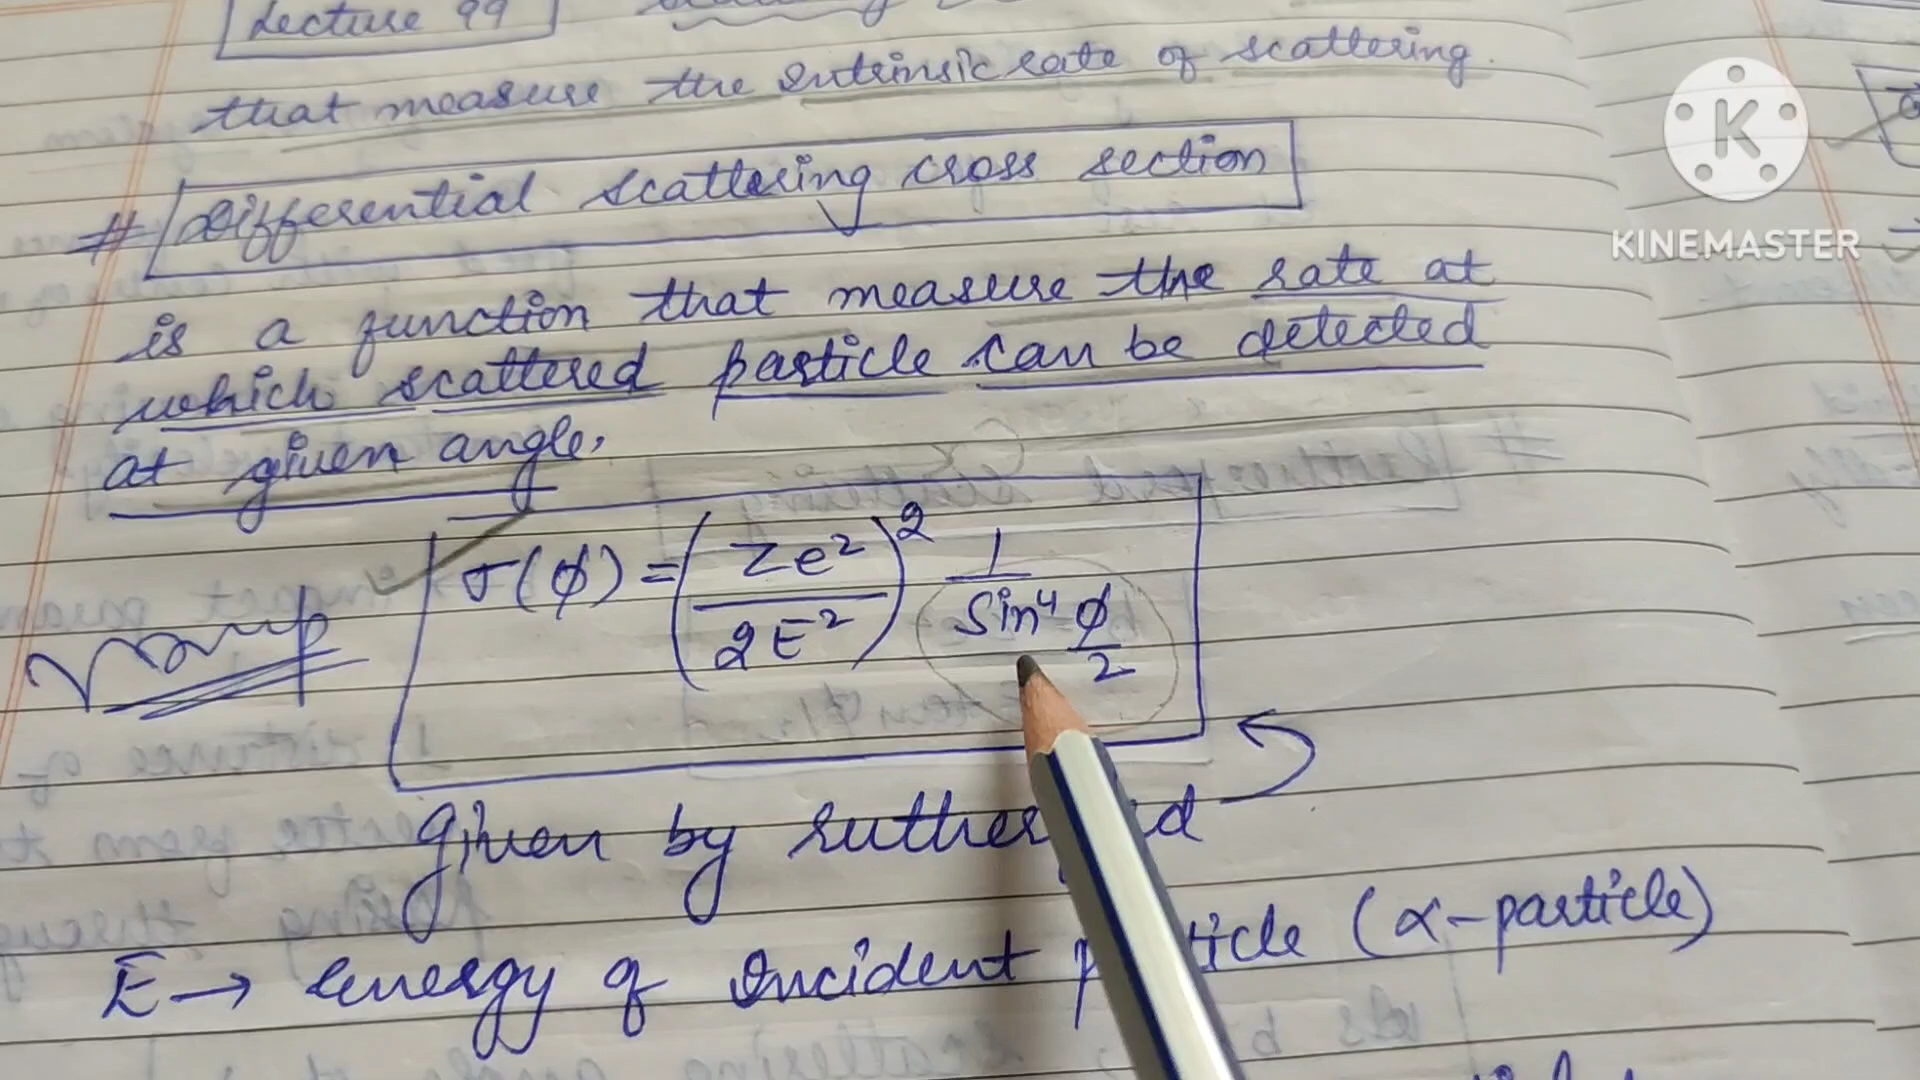 Lecture 99
that measure the intrinsic rate of scattering.
# Differential scattering cross section
is a function that measure the rate at
which scattered particle can be detected
at given angle.
σ(ϕ) = (Ze²/2E²)² 1/sin⁴ ϕ/2
Vvimp
given by
E → energy of incident (α-particle)
K
KINEMASTER